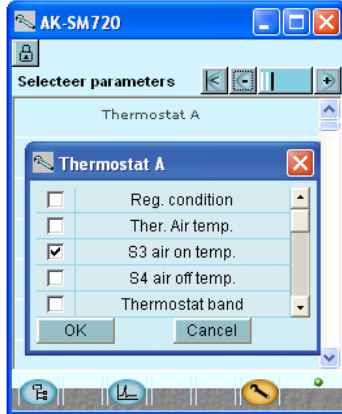 AK-SM720
Selecteer parameters
Thermostat A
Thermostat A
Reg. condition
Ther. Air temp.
S3 air on temp.
S4 air off temp.
Thermostat band
OK Cancel